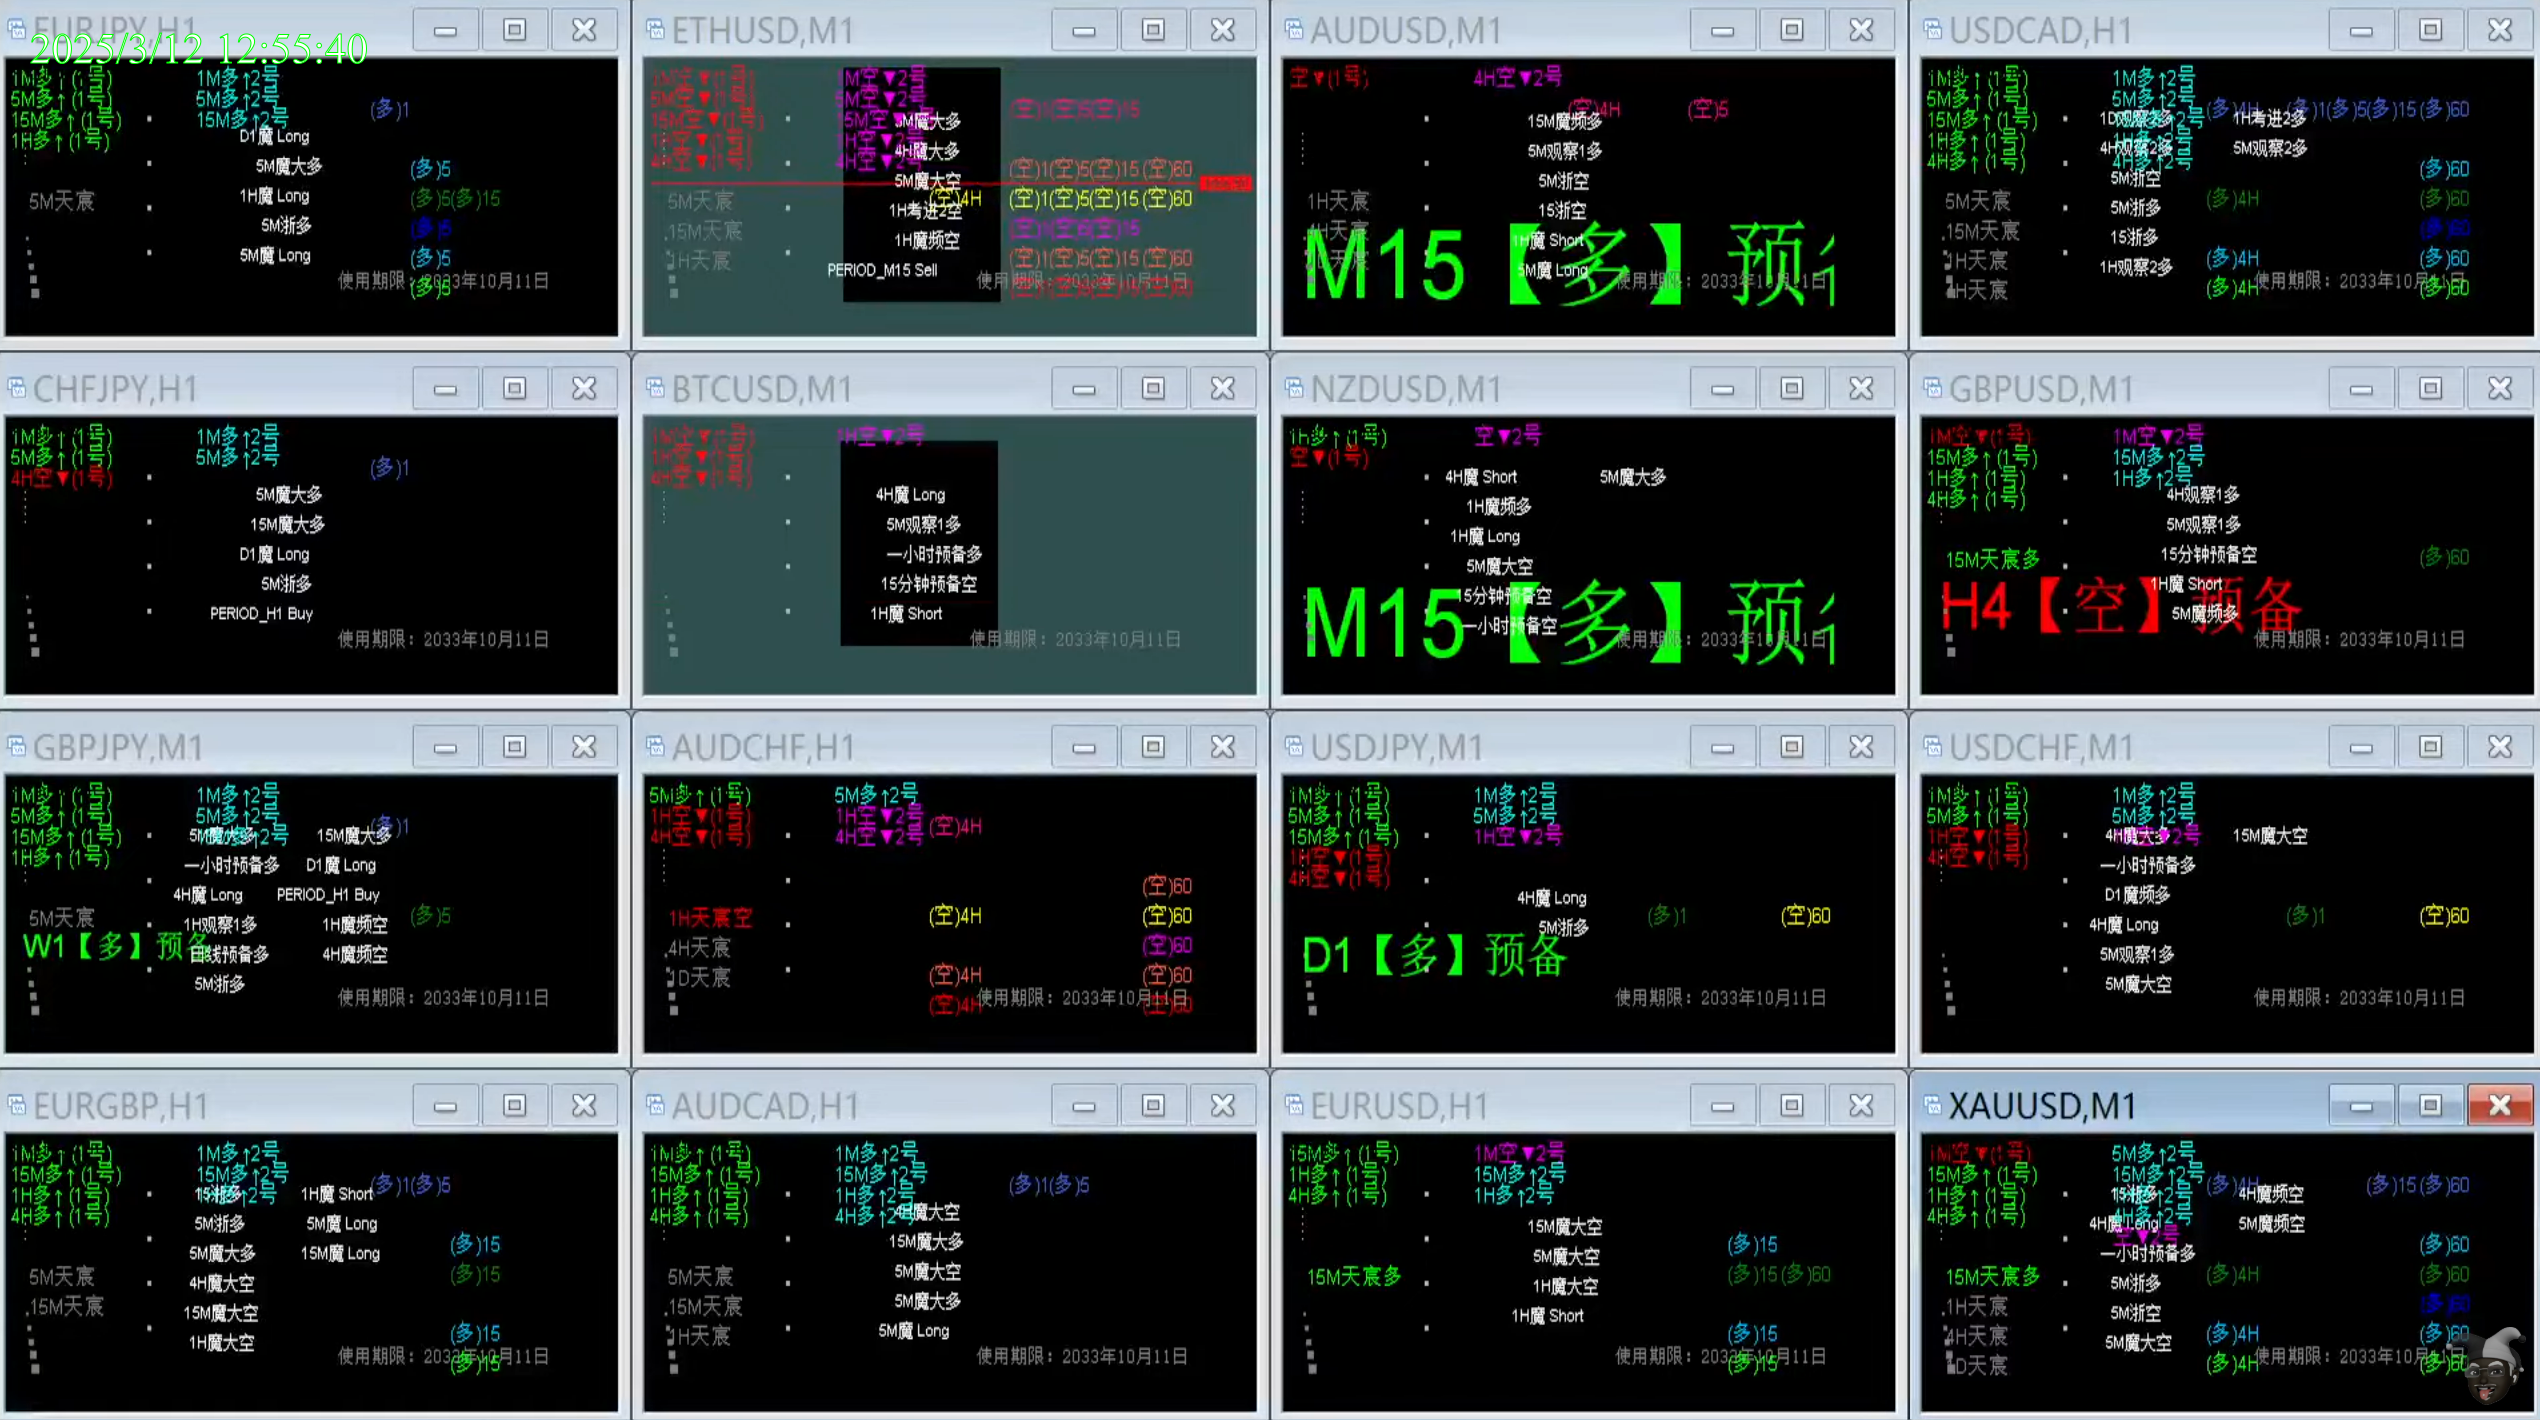 2025/3/12 12:55:40
EURJPY,H1
1M多↑(1号) 1M多↑2号
5M多↑(1号) 5M多↑2号 (多)1
15M多↑(1号) 15M多↑2号
1H多↑(1号) D1魔 Long
5M魔大多 (多)5
5M天宸 1H魔 Long (多)5(多)15
5M浙多 (多)5
5M魔 Long (多)5
使用期限：2033年10月11日
(多)5
ETHUSD,M1
1M空▼(1号) 1M空▼2号
5M空▼(1号) 5M空▼2号
15M空▼(1号) 15M空▼2号
1H空▼(1号) 1H空▼2号
4H空▼(1号) 4H空▼2号
(空)1(空)5(空)15
5M魔大多
4H魔大多
(空)1(空)5(空)15(空)60
5M魔大空
5M天宸 (空)4H (空)1(空)5(空)15(空)60
1H考进2空
15M天宸 (空)1(空)5(空)15
1H魔频空
1H天宸 (空)1(空)5(空)15(空)60
PERIOD_M15 Sell
使用期限：2033年10月11日
AUDUSD,M1
空▼(1号) 4H空▼2号
(空)4H (空)5
15M魔频多
5M观察1多
5M浙空
1H天宸 15浙空
4H天宸
1H魔 Short
M15【多】预
5M魔 Long
使用期限：2033年10月11日
USDCAD,H1
1M多↑(1号) 1M多↑2号
5M多↑(1号) 5M多↑2号
15M多↑(1号) 15M多↑2号
1H多↑(1号) 1H多↑2号
4H多↑(1号) 4H多↑2号
(多)4H (多)1(多)5(多)15(多)60
1D观察2多 1H考进2多
4H观察2多 5M观察2多
5M浙空 (多)60
5M天宸 5M浙多 (多)4H (多)60
15M天宸 15浙多 (多)60
1H天宸 1H观察2多 (多)4H (多)60
4H天宸 (多)4H (多)60
使用期限：2033年10月11日
CHFJPY,H1
1M多↑(1号) 1M多↑2号
5M多↑(1号) 5M多↑2号
4H空▼(1号) (多)1
5M魔大多
15M魔大多
D1魔 Long
5M浙多
PERIOD_H1 Buy
使用期限：2033年10月11日
BTCUSD,M1
1M空▼(1号) 1H空▼2号
1H空▼(1号)
4H空▼(1号)
4H魔 Long
5M观察1多
一小时预备多
15分钟预备空
1H魔 Short
使用期限：2033年10月11日
NZDUSD,M1
1H多↑(1号) 空▼2号
空▼(1号)
4H魔 Short 5M魔大多
1H魔频多
1H魔 Long
5M魔大空
15分钟预备空
M15【多】预
一小时预备空
使用期限：2033年10月11日
GBPUSD,M1
1M空▼(1号) 1M空▼2号
15M多↑(1号) 15M多↑2号
1H多↑(1号) 1H多↑2号
4H多↑(1号) 4H观察1多
5M观察1多
15M天宸多 15分钟预备空 (多)60
1H魔 Short
H4【空】预备
5M魔频多
使用期限：2033年10月11日
GBPJPY,M1
1M多↑(1号) 1M多↑2号
5M多↑(1号) 5M多↑2号
15M多↑(1号) 15M多↑2号 (多)1
1H多↑(1号)
5M魔大多 15M魔大多
一小时预备多 D1魔 Long
4H魔 Long PERIOD_H1 Buy
5M天宸 1H观察1多 1H魔频空 (多)5
W1【多】预备
日线预备多 4H魔频空
5M浙多
使用期限：2033年10月11日
AUDCHF,H1
5M多↑(1号) 5M多↑2号
1H空▼(1号) 1H空▼2号
4H空▼(1号) 4H空▼2号
(空)4H
(空)60
1H天宸空 (空)4H (空)60
4H天宸 (空)60
1D天宸 (空)4H (空)60
(空)4H (空)60
使用期限：2033年10月11日
USDJPY,M1
1M多↑(1号) 1M多↑2号
5M多↑(1号) 5M多↑2号
15M多↑(1号) 1H空▼2号
1H空▼(1号)
4H空▼(1号)
4H魔 Long
5M浙多 (多)1 (空)60
D1【多】预备
使用期限：2033年10月11日
USDCHF,M1
1M多↑(1号) 1M多↑2号
5M多↑(1号) 5M多↑2号
1H空▼(1号)
4H空▼(1号)
4H魔大多 15M魔大空
一小时预备多
D1魔频多
4H魔 Long (多)1 (空)60
5M观察1多
5M魔大空
使用期限：2033年10月11日
EURGBP,H1
1M多↑(1号) 1M多↑2号
15M多↑(1号) 15M多↑2号
1H多↑(1号) 1H多↑2号
4H多↑(1号)
(多)1(多)5
15浙多 1H魔 Short
5M浙多 5M魔 Long
5M魔大多 15M魔 Long (多)15
5M天宸 4H魔大空 (多)15
15M天宸 15M魔大空
1H魔大空 (多)15
使用期限：2033年10月11日
(多)15
AUDCAD,H1
1M多↑(1号) 1M多↑2号
15M多↑(1号) 15M多↑2号
1H多↑(1号) 1H多↑2号
4H多↑(1号) 4H多↑2号
(多)1(多)5
4H魔大空
15M魔大多
5M天宸 5M魔大空
15M天宸 5M魔大多
1H天宸 5M魔 Long
使用期限：2033年10月11日
EURUSD,H1
15M多↑(1号) 1M空▼2号
1H多↑(1号) 15M多↑2号
4H多↑(1号) 1H多↑2号
15M魔大空
5M魔大空 (多)15
15M天宸多 1H魔大空 (多)15(多)60
1H魔 Short
(多)15
使用期限：2033年10月11日
(多)15
XAUUSD,M1
1M空▼(1号) 5M多↑2号
15M多↑(1号) 15M多↑2号
1H多↑(1号)
4H多↑(1号) 4H多↑2号
空▼2号
(多)4H (多)15(多)60
15浙多 4H魔频空
4H魔 Long 5M魔频空
一小时预备多 (多)60
15M天宸多 5M浙多 (多)4H (多)60
1H天宸 5M浙空 (多)60
4H天宸 5M魔大空 (多)4H (多)60
1D天宸 (多)4H (多)60
使用期限：2033年10月11日